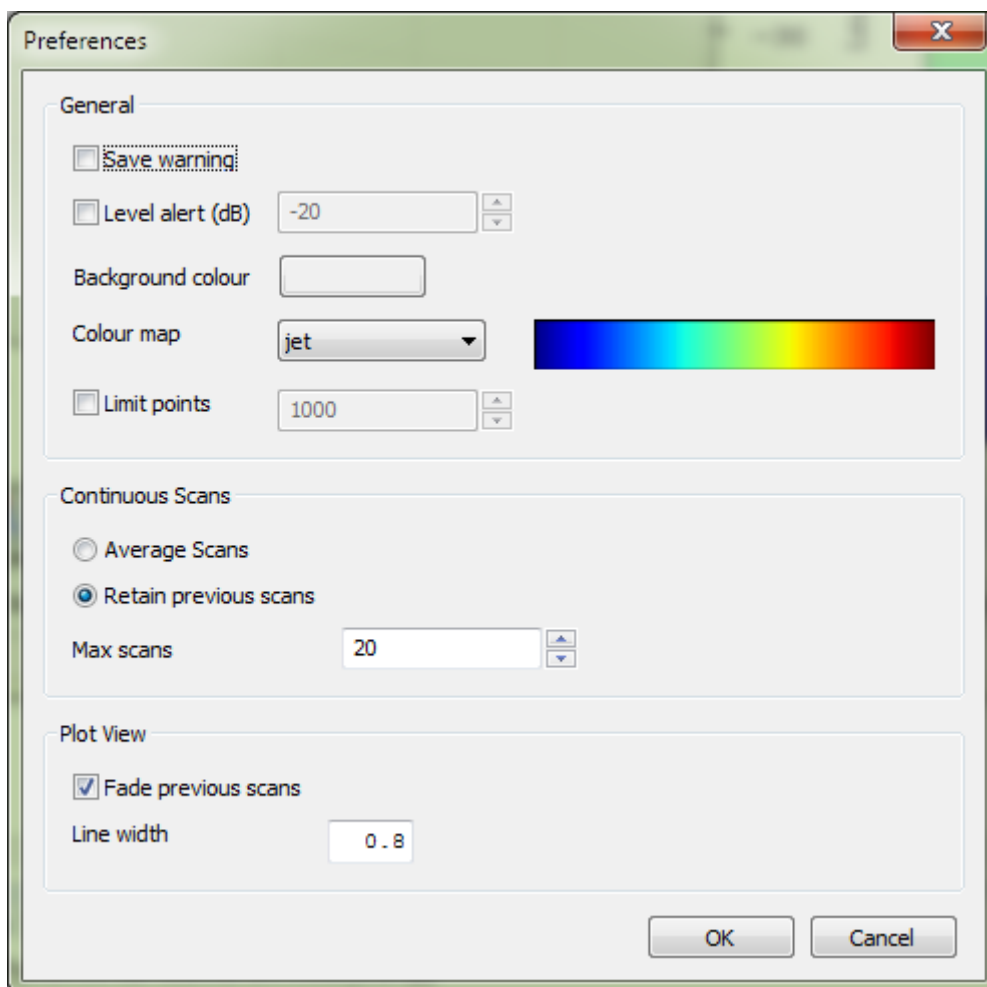 Preferences
General
Save warning
Level alert (dB) -20
Background colour
Colour map jet
Limit points 1000
Continuous Scans
Average Scans
Retain previous scans
Max scans 20
Plot View
Fade previous scans
Line width 0.8
OK Cancel